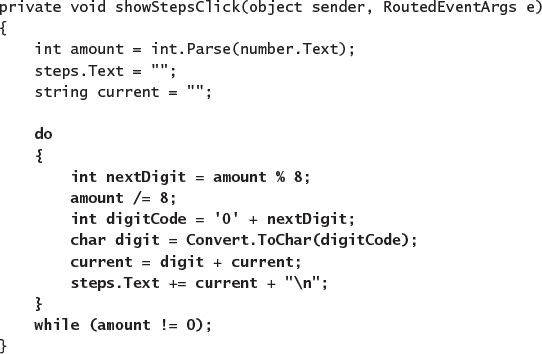 private void showStepsClick(object sender, RoutedEventArgs e)
{
    int amount = int.Parse(number.Text);
    steps.Text = "";
    string current = "";

    do
    {
        int nextDigit = amount % 8;
        amount /= 8;
        int digitCode = '0' + nextDigit;
        char digit = Convert.ToChar(digitCode);
        current = digit + current;
        steps.Text += current + "\n";
    }
    while (amount != 0);
}